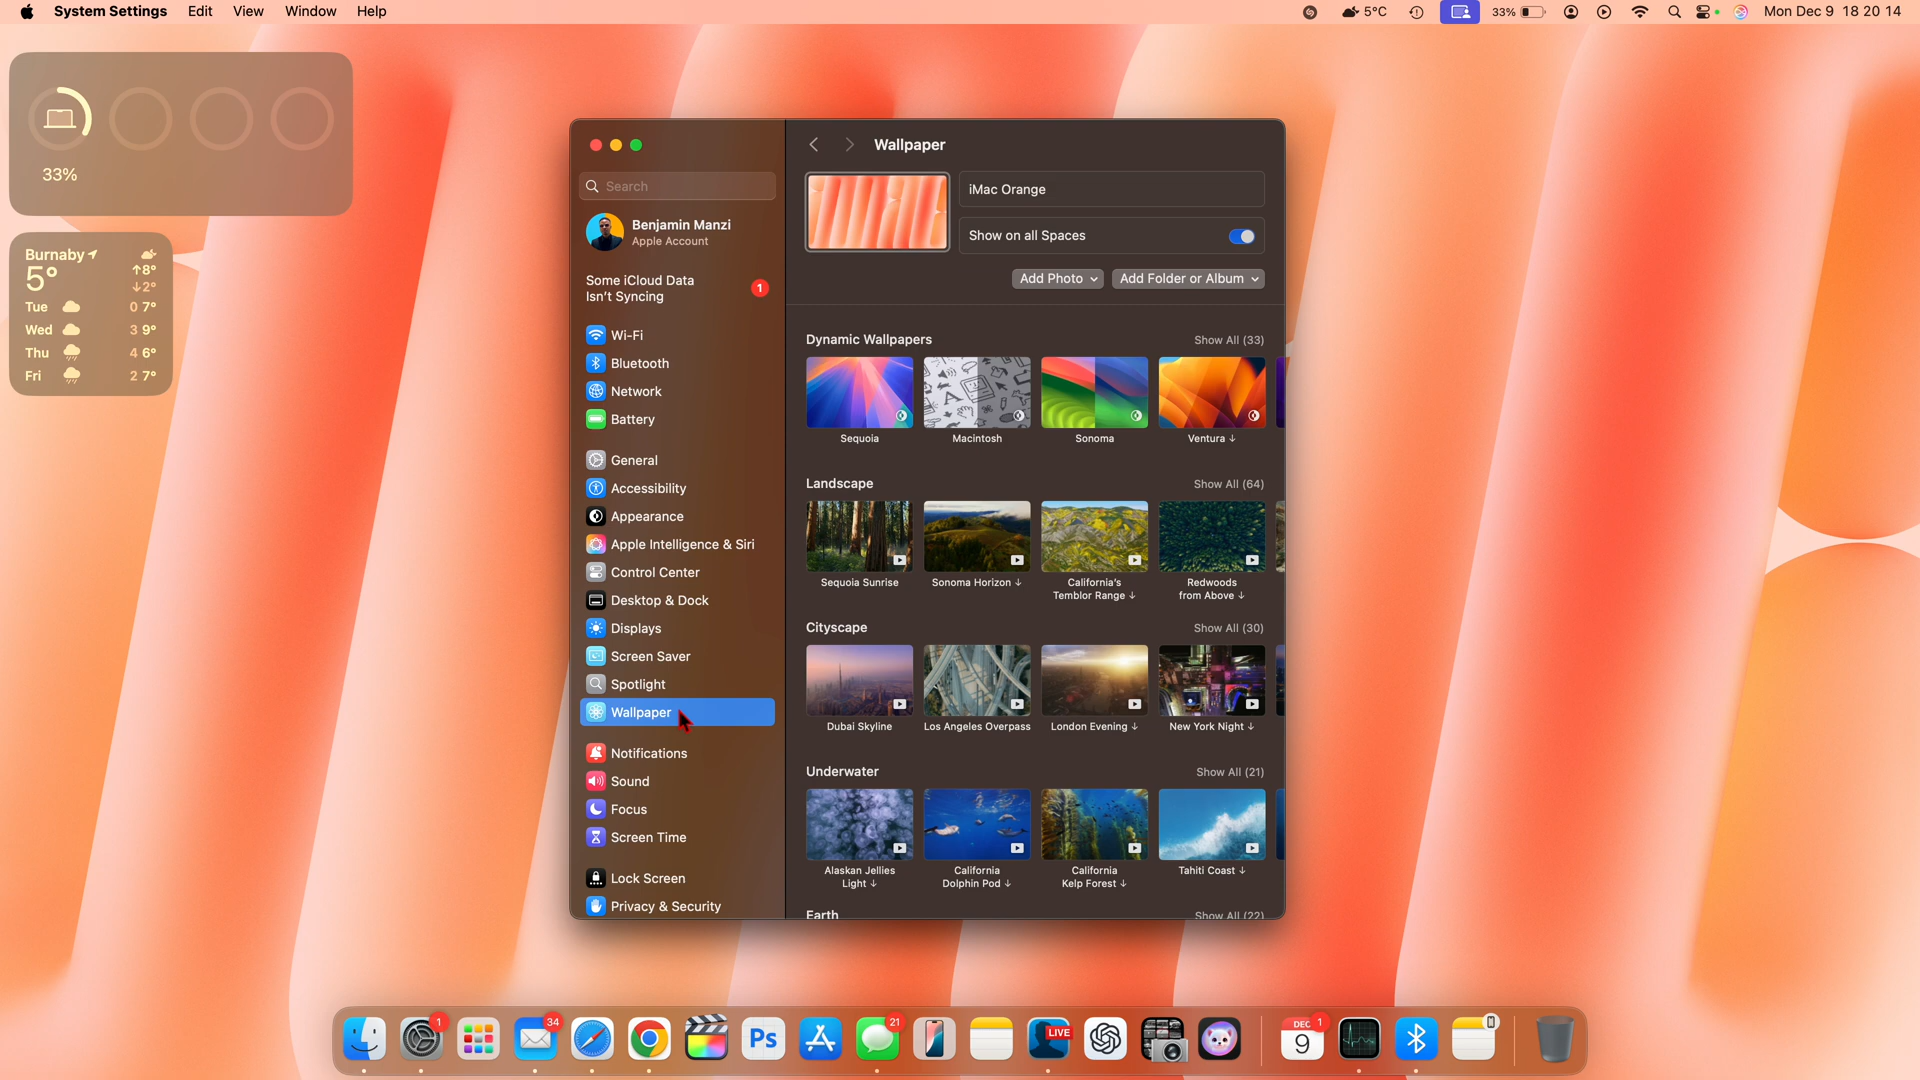 System Settings Edit View Window Help
5°C 33% Mon Dec 9 18 20 14
33%
Burnaby
5°
↑8°
↓2°
Tue 0 7°
Wed 3 9°
Thu 4 6°
Fri 2 7°
Search
Benjamin Manzi
Apple Account
Some iCloud Data
Isn't Syncing
1
Wi-Fi
Bluetooth
Network
Battery
General
Accessibility
Appearance
Apple Intelligence & Siri
Control Center
Desktop & Dock
Displays
Screen Saver
Spotlight
Wallpaper
Notifications
Sound
Focus
Screen Time
Lock Screen
Privacy & Security
Wallpaper
iMac Orange
Show on all Spaces
Add Photo Add Folder or Album
Dynamic Wallpapers Show All (33)
Sequoia Macintosh Sonoma Ventura ↓
Landscape Show All (64)
Sequoia Sunrise Sonoma Horizon ↓ California's Redwoods
Temblor Range ↓ from Above ↓
Cityscape Show All (30)
Dubai Skyline Los Angeles Overpass London Evening ↓ New York Night ↓
Underwater Show All (21)
Alaskan Jellies California California Tahiti Coast ↓
Light ↓ Dolphin Pod ↓ Kelp Forest ↓
Earth Show All (22)
1 34 21 1
Ps LIVE DEC
9